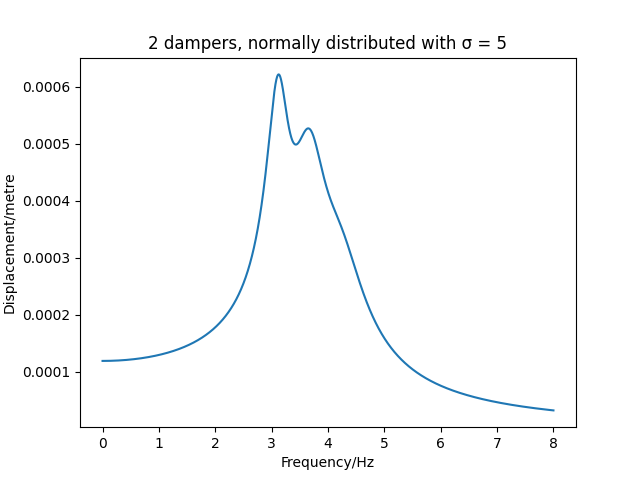 2 dampers, normally distributed with σ = 5
0.0006
0.0005
0.0004
0.0003
0.0002
0.0001
Displacement/metre
0 1 2 3 4 5 6 7 8
Frequency/Hz